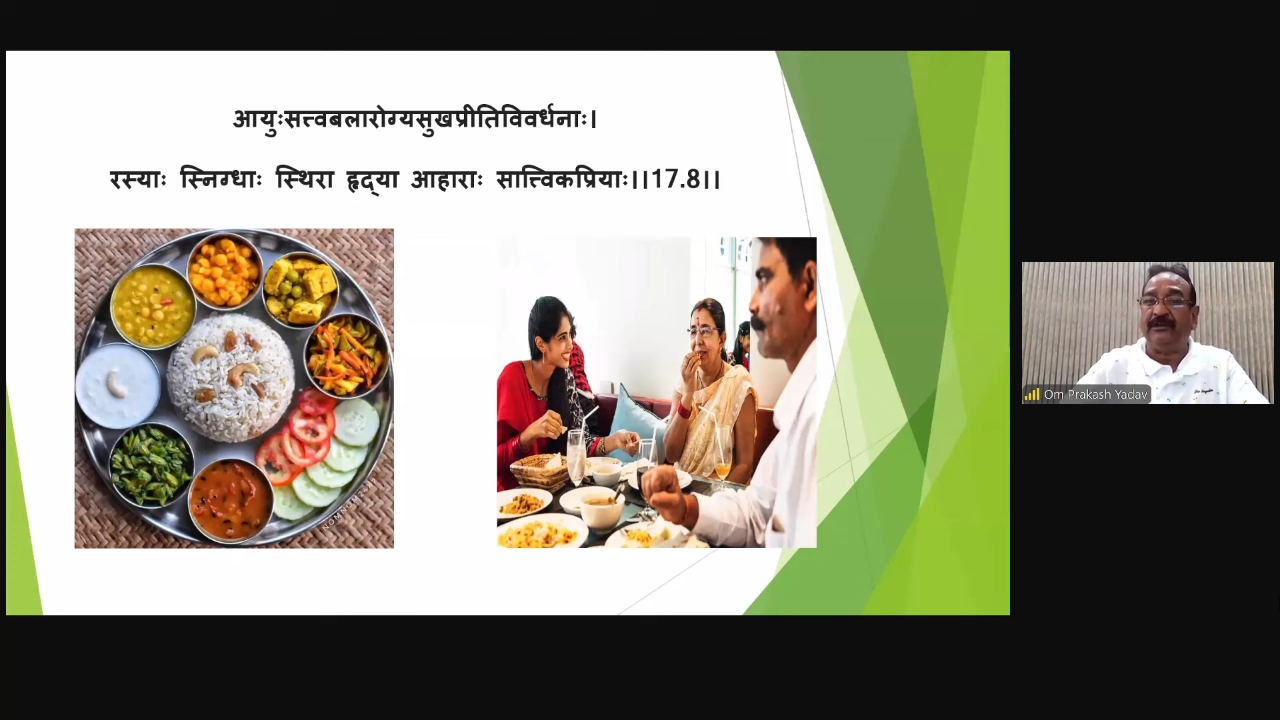 आयुःसत्त्वबलारोग्यसुखप्रीतिविवर्धनाः।
रस्याः स्निग्धाः स्थिरा हृद्या आहाराः सात्त्विकप्रियाः।।17.8।।
Om Prakash Yadav